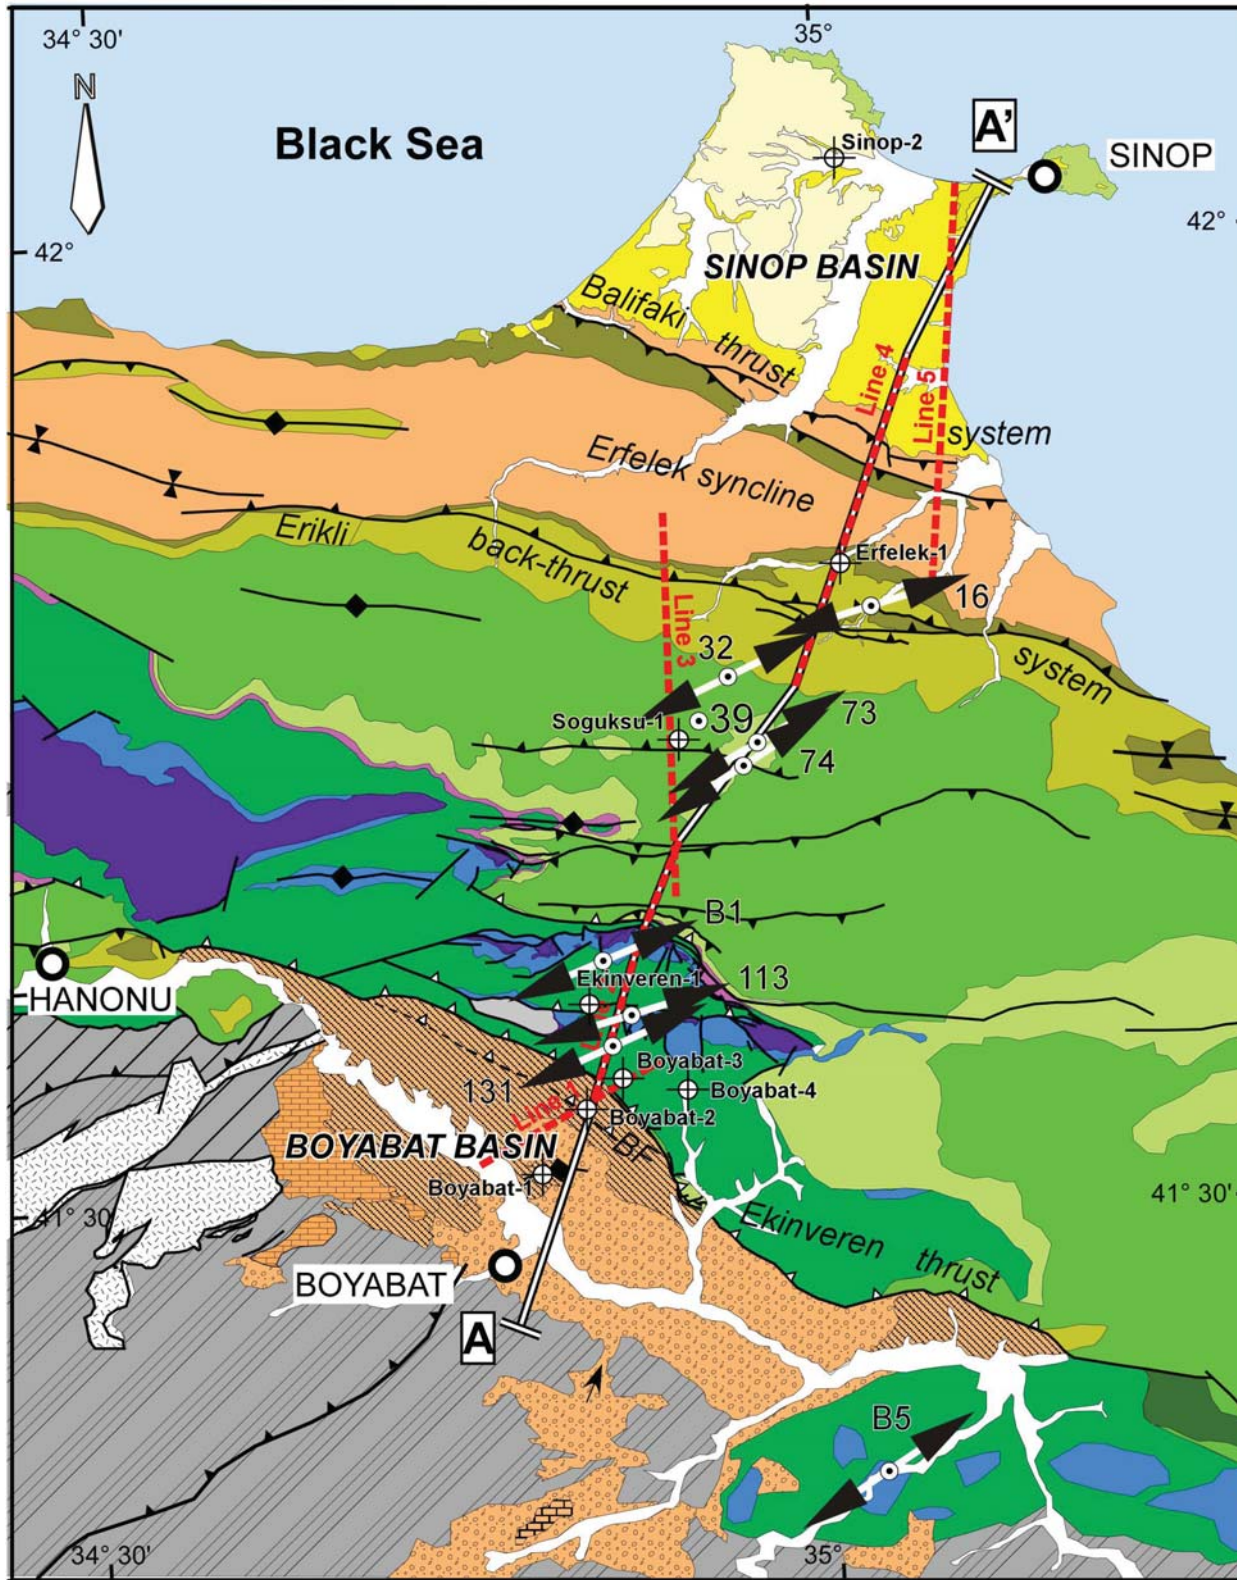 34° 30'
35°
N
Black Sea
A'
Sinop-2
SINOP
42°
42°
SINOP BASIN
Balifaki
thrust
system
Line 4
Line 5
Erfelek syncline
Erikli
back-thrust
system
Erfelek-1
16
Line 3
32
39
Soguksu-1
73
74
B1
Ekinveren-1
113
HANONU
131
Boyabat-3
Boyabat-4
Line 1
Boyabat-2
BOYABAT BASIN
BF
Boyabat-1
41° 30'
41° 30'
Ekinveren
thrust
BOYABAT
A
B5
34° 30'
35°